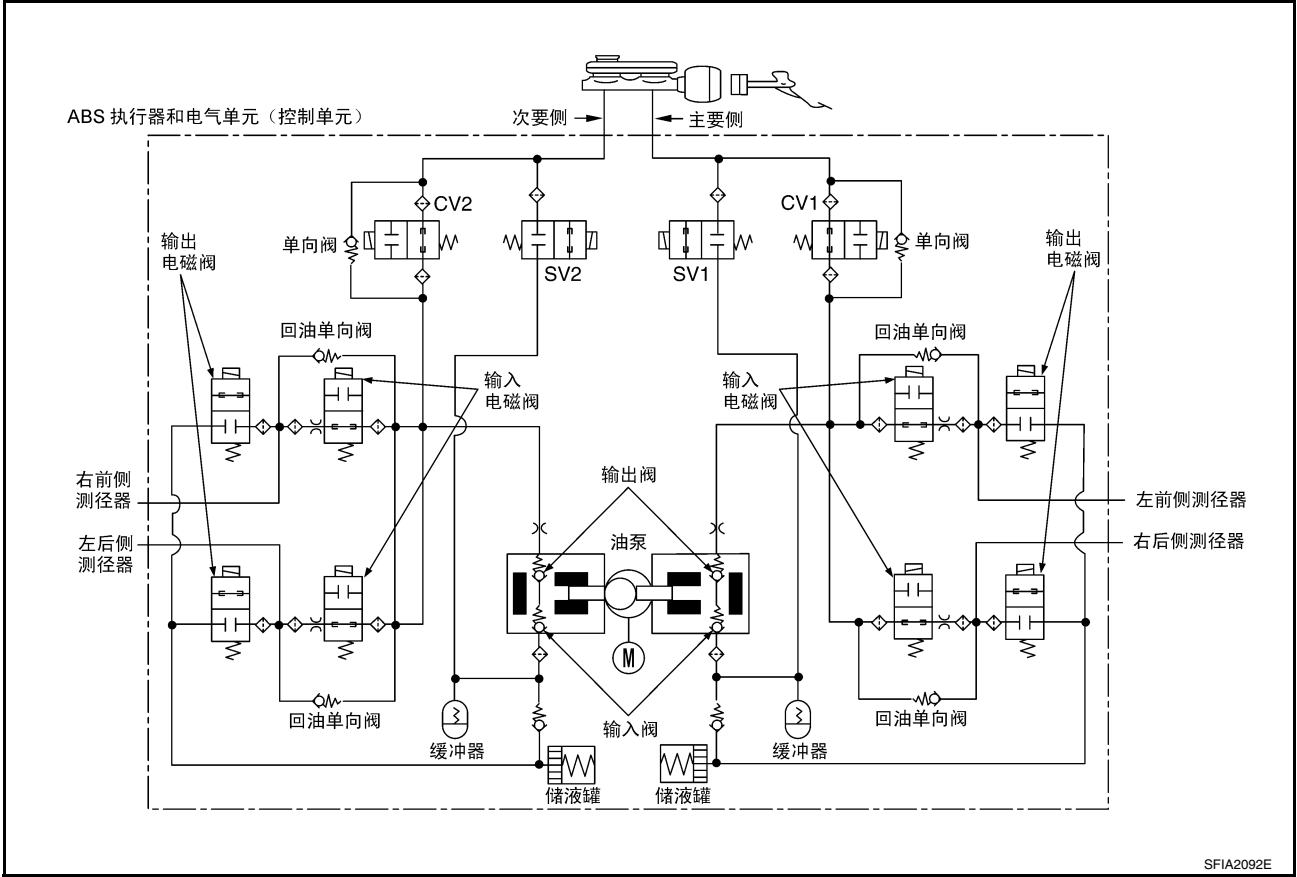 ABS 执行器和电气单元（控制单元）
次要侧
主要侧
CV2
CV1
单向阀
SV2
SV1
单向阀
输出
电磁阀
输出
电磁阀
回油单向阀
回油单向阀
输入
电磁阀
输入
电磁阀
右前侧
测径器
左后侧
测径器
输出阀
油泵
左前侧测径器
右后侧测径器
M
回油单向阀
输入阀
回油单向阀
缓冲器
缓冲器
储液罐
储液罐
SFIA2092E